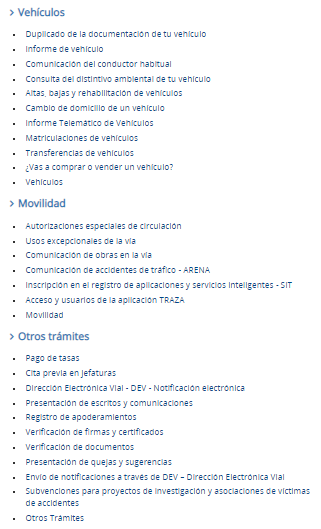 > Vehículos
• Duplicado de la documentación de tu vehículo
• Informe de vehículo
• Comunicación del conductor habitual
• Consulta del distintivo ambiental de tu vehículo
• Altas, bajas y rehabilitación de vehículos
• Cambio de domicilio de un vehículo
• Informe Telemático de Vehículos
• Matriculaciones de vehículos
• Transferencias de vehículos
• ¿Vas a comprar o vender un vehículo?
• Vehículos
> Movilidad
• Autorizaciones especiales de circulación
• Usos excepcionales de la vía
• Comunicación de obras en la vía
• Comunicación de accidentes de tráfico - ARENA
• Inscripción en el registro de aplicaciones y servicios inteligentes - SIT
• Acceso y usuarios de la aplicación TRAZA
• Movilidad
> Otros trámites
• Pago de tasas
• Cita previa en Jefaturas
• Dirección Electrónica Vial - DEV - Notificación electrónica
• Presentación de escritos y comunicaciones
• Registro de apoderamientos
• Verificación de firmas y certificados
• Verificación de documentos
• Presentación de quejas y sugerencias
• Envío de notificaciones a través de DEV – Dirección Electrónica Vial
• Subvenciones para proyectos de investigación y asociaciones de víctimas
de accidentes
• Otros Trámites